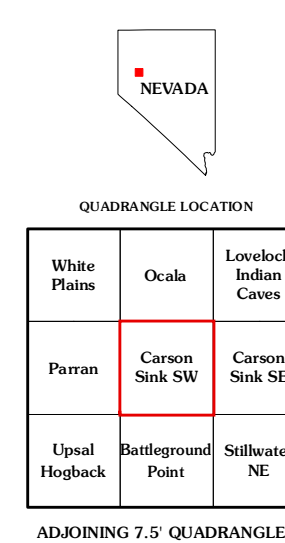 NEVADA
QUADRANGLE LOCATION
White
Plains
Ocala
Lovelock
Indian
Caves
Parran
Carson
Sink SW
Carson
Sink SE
Upsal
Hogback
Battleground
Point
Stillwate
NE
ADJOINING 7.5' QUADRANGLE